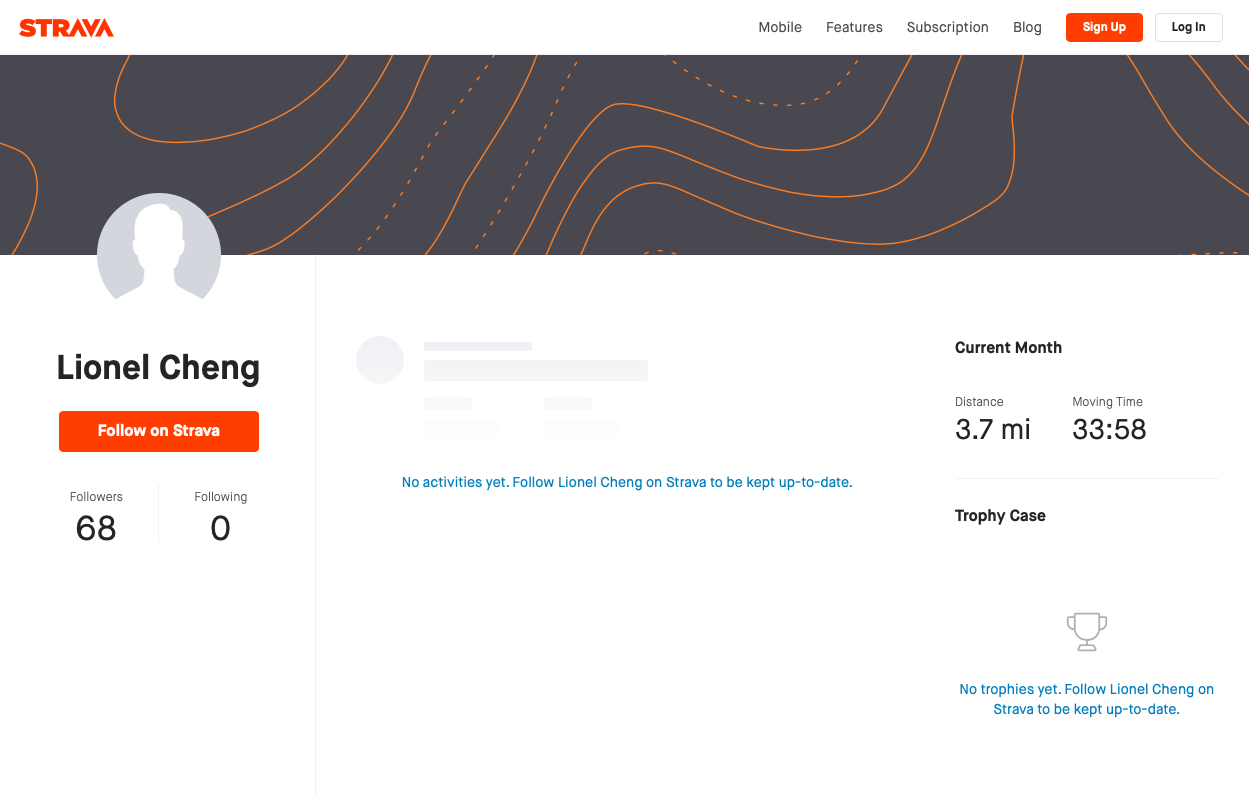 STRAVA
Mobile
Features
Subscription
Blog
Sign Up
Log In
Lionel Cheng
Follow on Strava
Followers
68
Following
0
No activities yet. Follow Lionel Cheng on Strava to be kept up-to-date.
Current Month
Distance
3.7 mi
Moving Time
33:58
Trophy Case
No trophies yet. Follow Lionel Cheng on
Strava to be kept up-to-date.